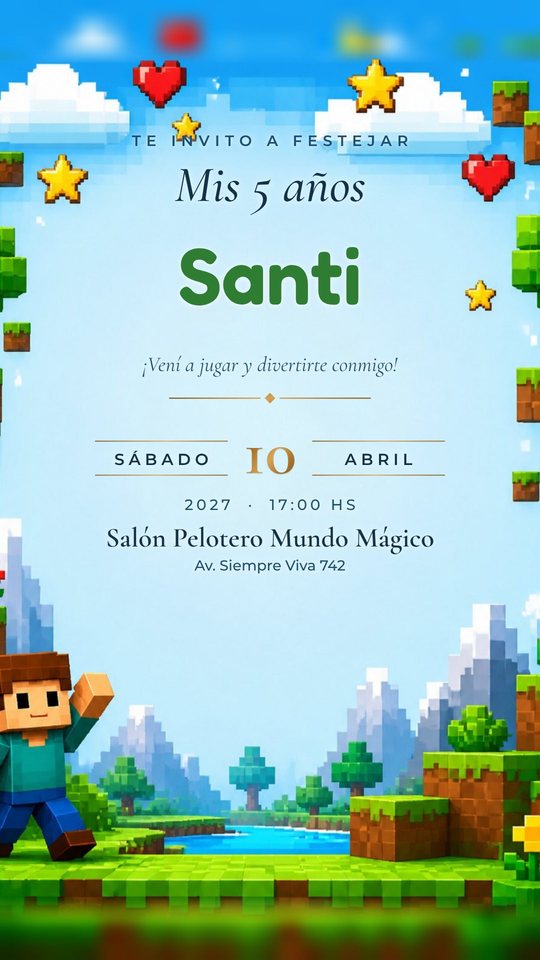 TE INVITO A FESTEJAR
Mis 5 años
Santi
¡Vení a jugar y divertirte conmigo!
SÁBADO 10 ABRIL
2027 · 17:00 HS
Salón Pelotero Mundo Mágico
Av. Siempre Viva 742